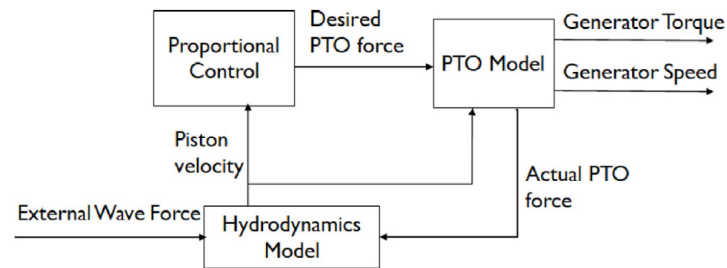 Proportional
Control
Desired
PTO force
PTO Model
Generator Torque
Generator Speed
Piston
velocity
Actual PTO
force
External Wave Force
Hydrodynamics
Model